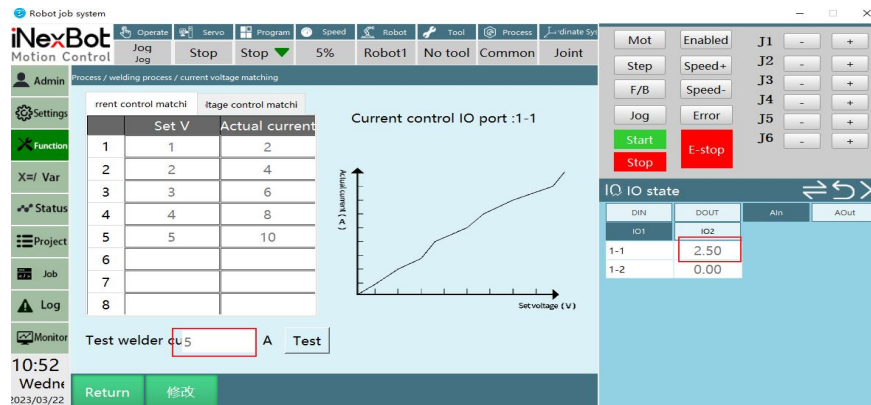 Robot job system
iNexBot
Motion Control
Operate Servo Program Speed Robot Tool Process
Jog
Jog
Stop Stop 5% Robot1 No tool Common Joint
Process / welding process / current voltage matching
Admin
Settings
Function
X=/ Var
Status
Project
Job
Log
Monitor
10:52
Wedne
2023/03/22
rrent control matchi ltage control matchi
Set V Actual current
1 1 2
2 2 4
3 3 6
4 4 8
5 5 10
6
7
8
Current control IO port :1-1
Actual current ( A )
Set voltage ( V )
Test welder cu 5 A Test
Return 修改
Mot Enabled
Step Speed+
F/B Speed-
Jog Error
Start E-stop
Stop
J1 - +
J2 - +
J3 - +
J4 - +
J5 - +
J6 - +
IO state
DIN DOUT AIn AOut
IO1 IO2
1-1 2.50
1-2 0.00